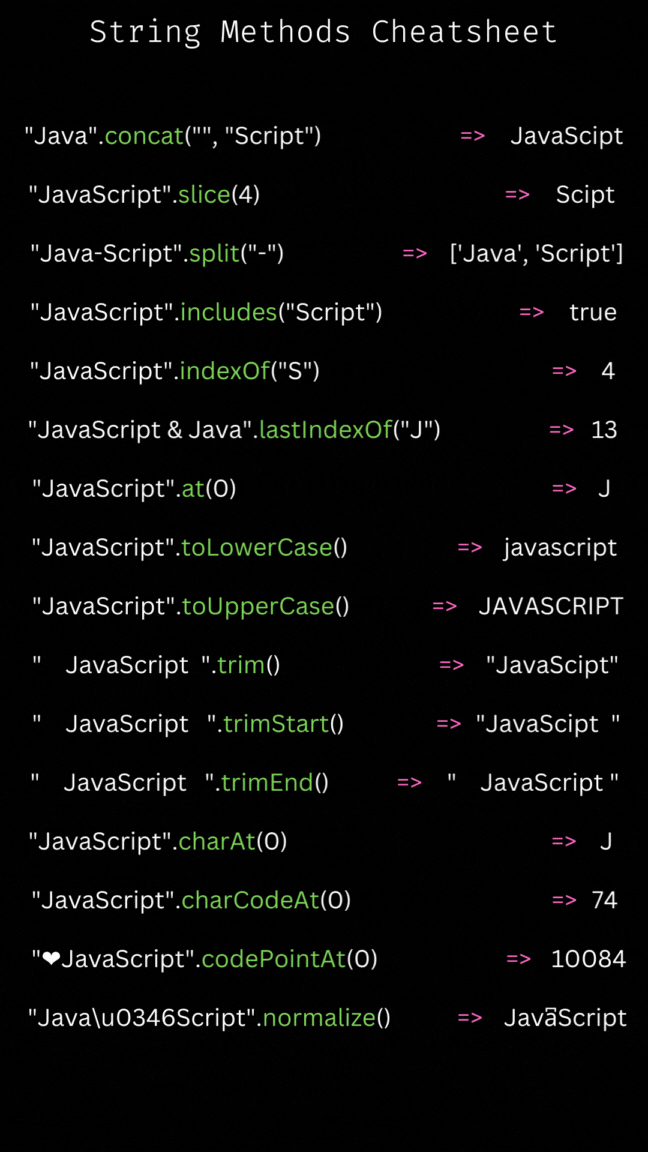 String Methods Cheatsheet
"Java".concat("", "Script") => JavaScipt
"JavaScript".slice(4) => Scipt
"Java-Script".split("-") => ['Java', 'Script']
"JavaScript".includes("Script") => true
"JavaScript".indexOf("S") => 4
"JavaScript & Java".lastIndexOf("J") => 13
"JavaScript".at(0) => J
"JavaScript".toLowerCase() => javascript
"JavaScript".toUpperCase() => JAVASCRIPT
"   JavaScript  ".trim() => "JavaScipt"
"   JavaScript  ".trimStart() => "JavaScipt  "
"   JavaScript  ".trimEnd() => "   JavaScript "
"JavaScript".charAt(0) => J
"JavaScript".charCodeAt(0) => 74
"❤JavaScript".codePointAt(0) => 10084
"Java\u0346Script".normalize() => Java͆Script